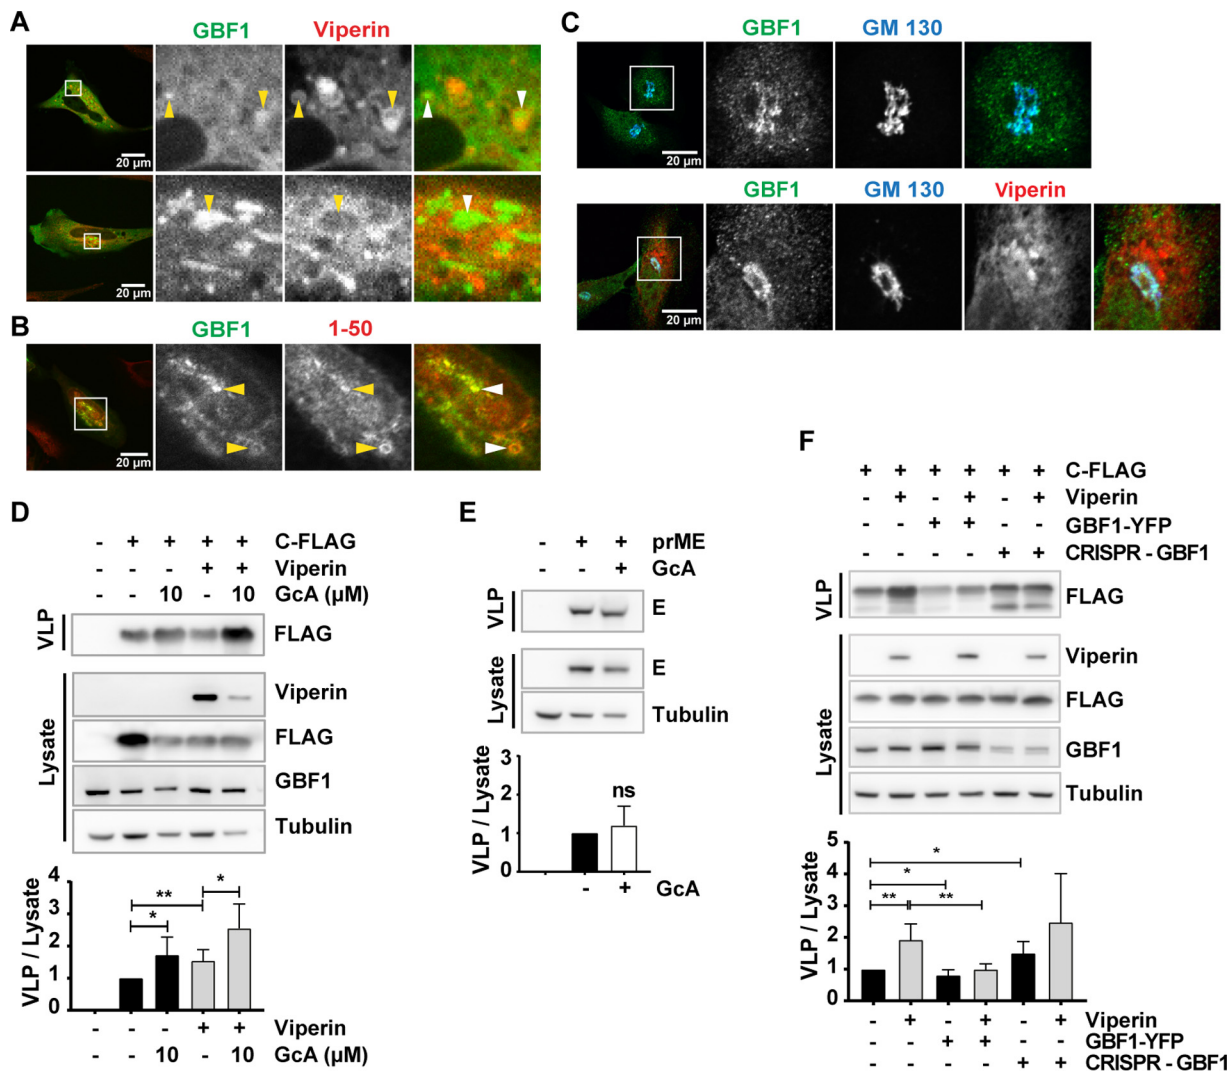 A
GBF1 Viperin
20 µm
20 µm
B
GBF1 1-50
20 µm
C
GBF1 GM 130
20 µm
GBF1 GM 130 Viperin
20 µm
D
- + + + + C-FLAG
- - - + + Viperin
- - 10 - 10 GcA (µM)
VLP
FLAG
Lysate
Viperin
FLAG
GBF1
Tubulin
VLP / Lysate
4
3
2
1
0
** *
*
- - - + + Viperin
- - 10 - 10 GcA (µM)
E
- + + prME
- - + GcA
VLP
E
Lysate
E
Tubulin
VLP / Lysate
3
2
1
0
ns
- + GcA
F
+ + + + + + C-FLAG
- + - + - + Viperin
- - + + - - GBF1-YFP
- - - - + + CRISPR - GBF1
VLP
FLAG
Lysate
Viperin
FLAG
GBF1
Tubulin
VLP / Lysate
5
4
3
2
1
0
*
*
** **
- + - + - + Viperin
- - + + - - GBF1-YFP
- - - - + + CRISPR - GBF1